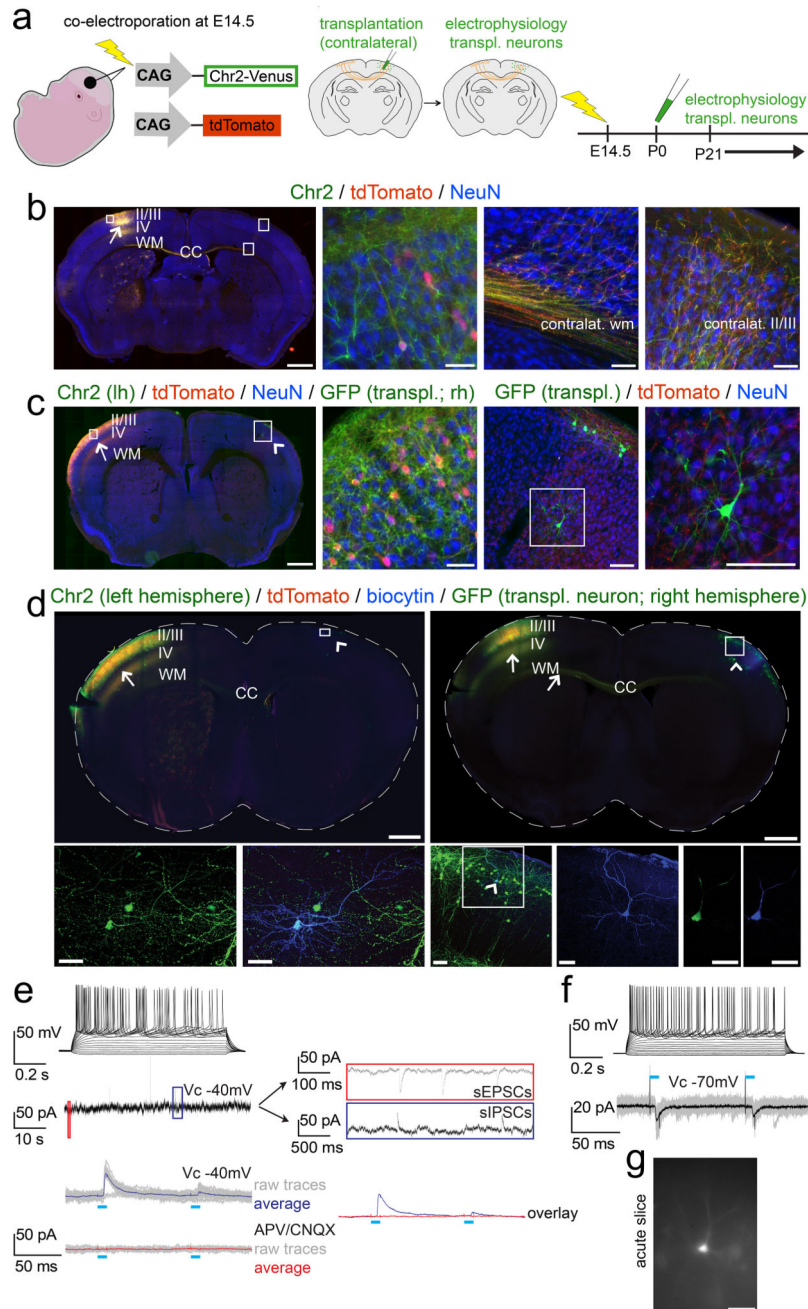 a
co-electroporation at E14.5
CAG
Chr2-Venus
CAG
tdTomato
transplantation
(contralateral)
electrophysiology
transpl. neurons
electrophysiology
transpl. neurons
E14.5
P0
P21
Chr2 / tdTomato / NeuN
b
II/III
IV
WM
CC
contralat. wm
contralat. II/III
Chr2 (lh) / tdTomato / NeuN / GFP (transpl.; rh)
GFP (transpl.) / tdTomato / NeuN
c
II/III
IV
WM
Chr2 (left hemisphere) / tdTomato / biocytin / GFP (transpl. neuron; right hemisphere)
d
II/III
IV
WM
CC
II/III
IV
WM
CC
e
50 mV
0.2 s
Vc -40mV
50 pA
10 s
50 pA
100 ms
sEPSCs
50 pA
500 ms
sIPSCs
Vc -40mV
raw traces
average
APV/CNQX
50 pA
50 ms
raw traces
average
overlay
f
50 mV
0.2 s
Vc -70mV
20 pA
50 ms
g
acute slice